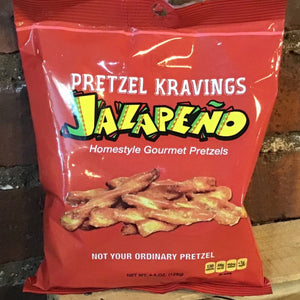 PRETZEL KRAVINGS
JALAPEÑO
Homestyle Gourmet Pretzels
NOT YOUR ORDINARY PRETZEL